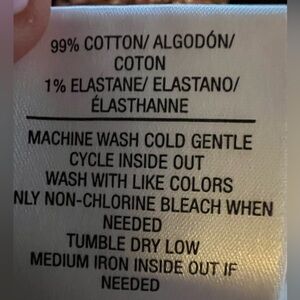 99% COTTON/ ALGODÓN/
COTON
1% ELASTANE/ ELASTANO/
ÉLASTHANNE
MACHINE WASH COLD GENTLE
CYCLE INSIDE OUT
WASH WITH LIKE COLORS
NLY NON-CHLORINE BLEACH WHEN
NEEDED
TUMBLE DRY LOW
MEDIUM IRON INSIDE OUT IF
NEEDED